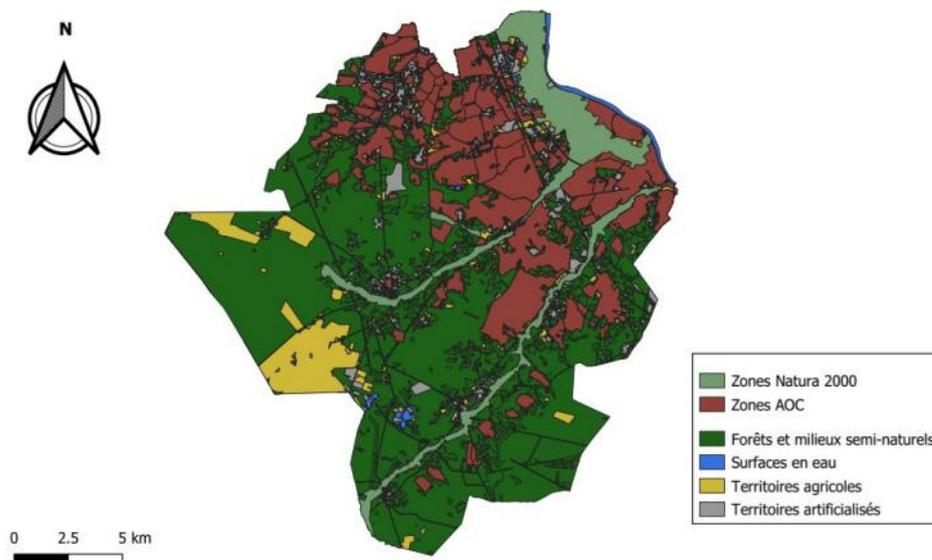 N
Zones Natura 2000
Zones AOC
Forêts et milieux semi-naturels
Surfaces en eau
Territoires agricoles
Territoires artificialisés
0 2.5 5 km